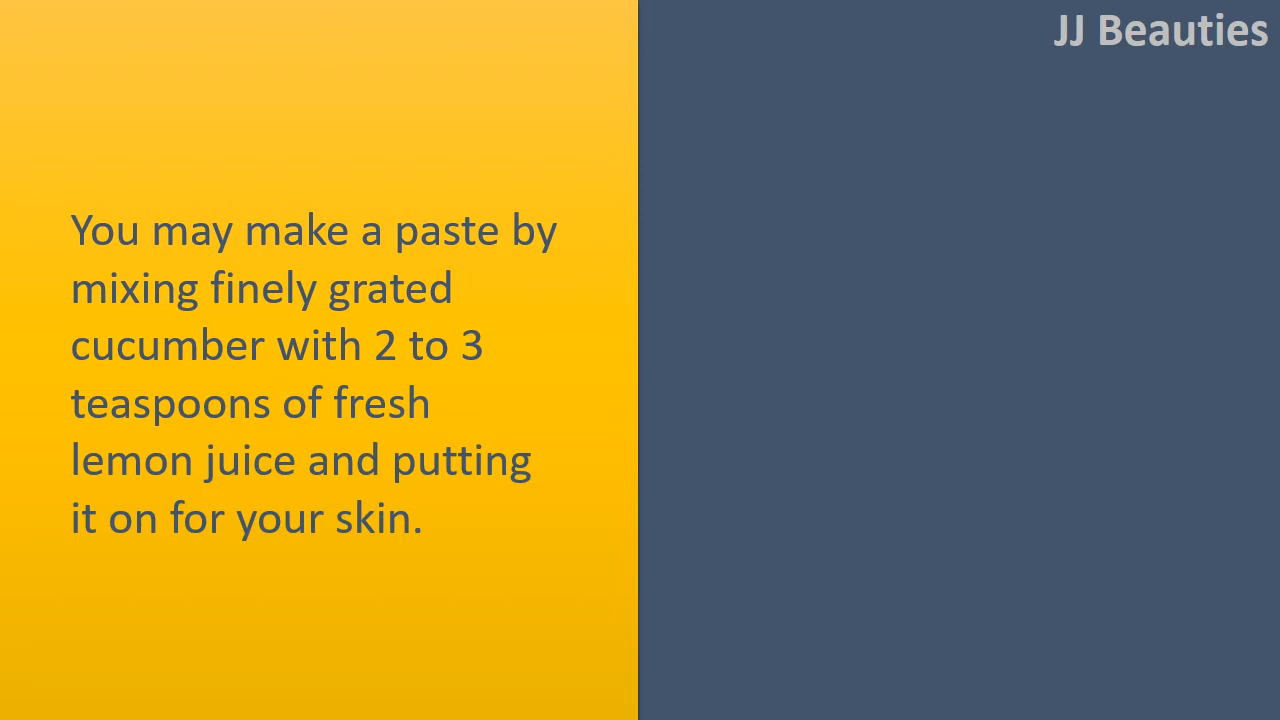 JJ Beauties
You may make a paste by
mixing finely grated
cucumber with 2 to 3
teaspoons of fresh
lemon juice and putting
it on for your skin.